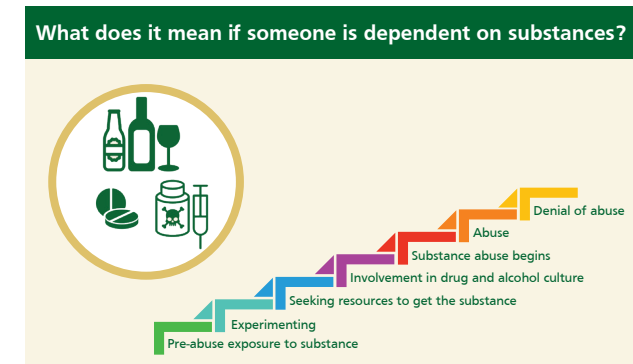 What does it mean if someone is dependent on substances?
Denial of abuse
Abuse
Substance abuse begins
Involvement in drug and alcohol culture
Seeking resources to get the substance
Experimenting
Pre-abuse exposure to substance